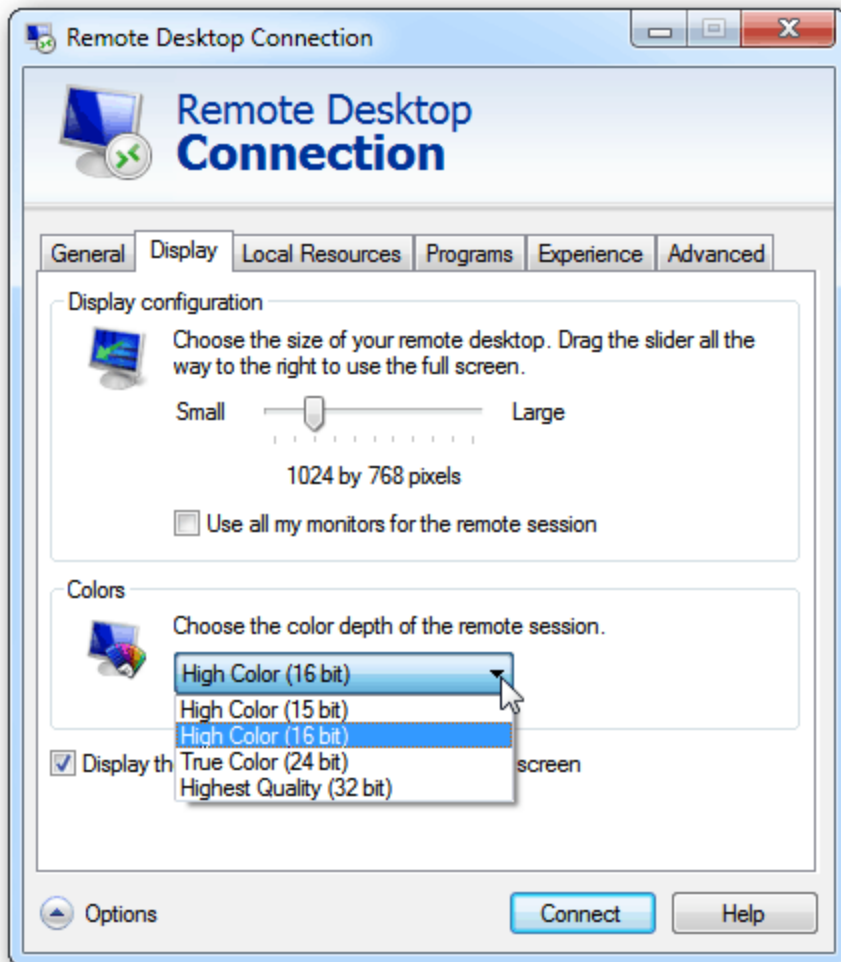 Remote Desktop Connection
Remote Desktop
Connection
General Display Local Resources Programs Experience Advanced
Display configuration
Choose the size of your remote desktop. Drag the slider all the
way to the right to use the full screen.
Small Large
1024 by 768 pixels
Use all my monitors for the remote session
Colors
Choose the color depth of the remote session.
High Color (16 bit)
High Color (15 bit)
High Color (16 bit)
True Color (24 bit)
Highest Quality (32 bit)
Display th screen
Options Connect Help